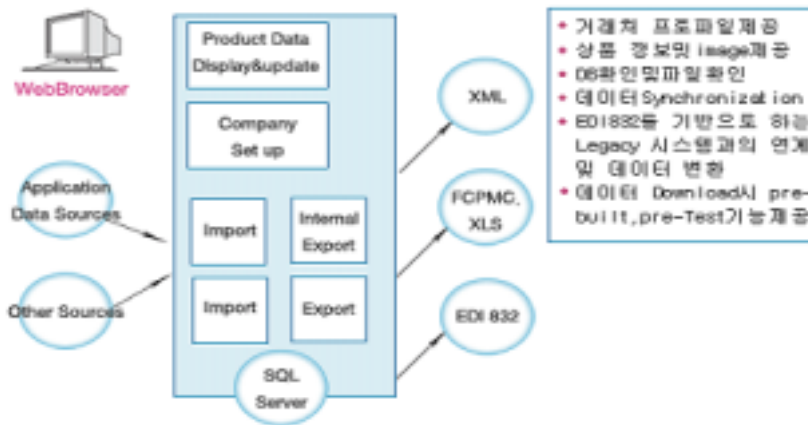 WebBrowser
Product Data
Display&update
Company
Set up
Application
Data Sources
Other Sources
Import
Internal
Export
Import
Export
SQL
Server
XML
FCPMC,
XLS
EDI 832
• 거래처 프로파일제공
• 상품 정보및 image제공
• DB확인및파일확인
• 데이터Synchronization
• EDI832를 기반으로 하는
Legacy 시스템과의 연계
및 데이터 변환
• 데이터 Download시 pre-
built,pre-Test기능제공